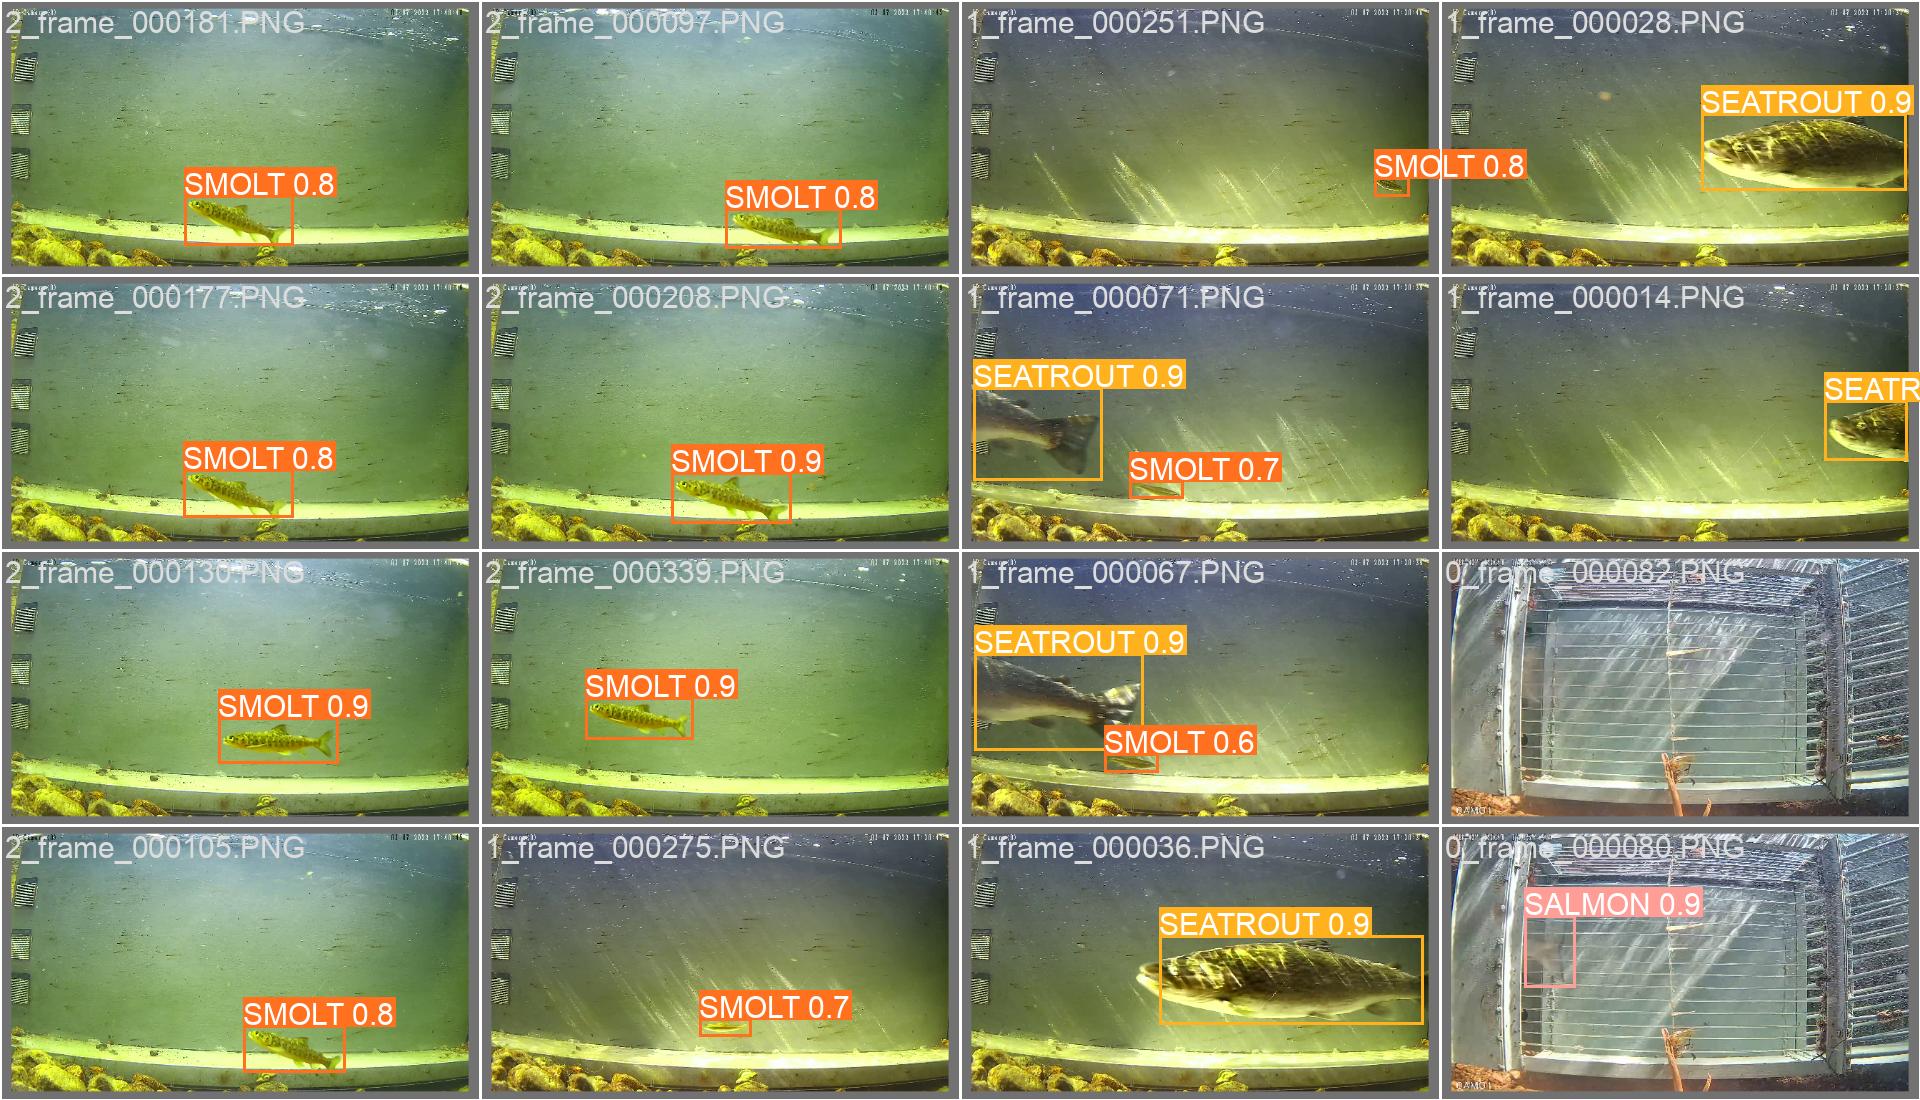 2_frame_000181.PNG
SMOLT 0.8
2_frame_000097.PNG
SMOLT 0.8
1_frame_000251.PNG
SMOLT 0.8
1_frame_000028.PNG
SEATROUT 0.9
2_frame_000177.PNG
SMOLT 0.8
2_frame_000208.PNG
SMOLT 0.9
1_frame_000071.PNG
SEATROUT 0.9
SMOLT 0.7
1_frame_000014.PNG
SEATR
2_frame_000130.PNG
SMOLT 0.9
2_frame_000339.PNG
SMOLT 0.9
1_frame_000067.PNG
SEATROUT 0.9
SMOLT 0.6
0_frame_000082.PNG
CAM01
2_frame_000105.PNG
SMOLT 0.8
1_frame_000275.PNG
SMOLT 0.7
1_frame_000036.PNG
SEATROUT 0.9
0_frame_000080.PNG
SALMON 0.9
CAM01